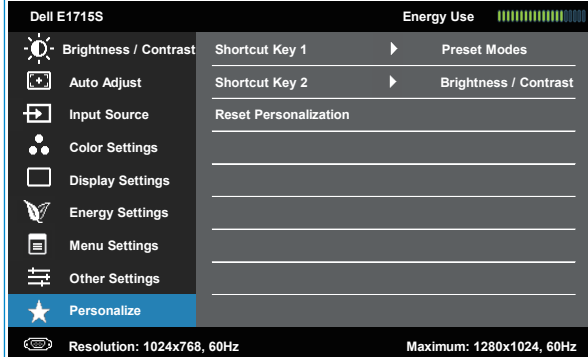 Dell E1715S Energy Use
Brightness / Contrast Shortcut Key 1 Preset Modes
Auto Adjust Shortcut Key 2 Brightness / Contrast
Input Source Reset Personalization
Color Settings
Display Settings
Energy Settings
Menu Settings
Other Settings
Personalize
Resolution: 1024x768, 60Hz Maximum: 1280x1024, 60Hz